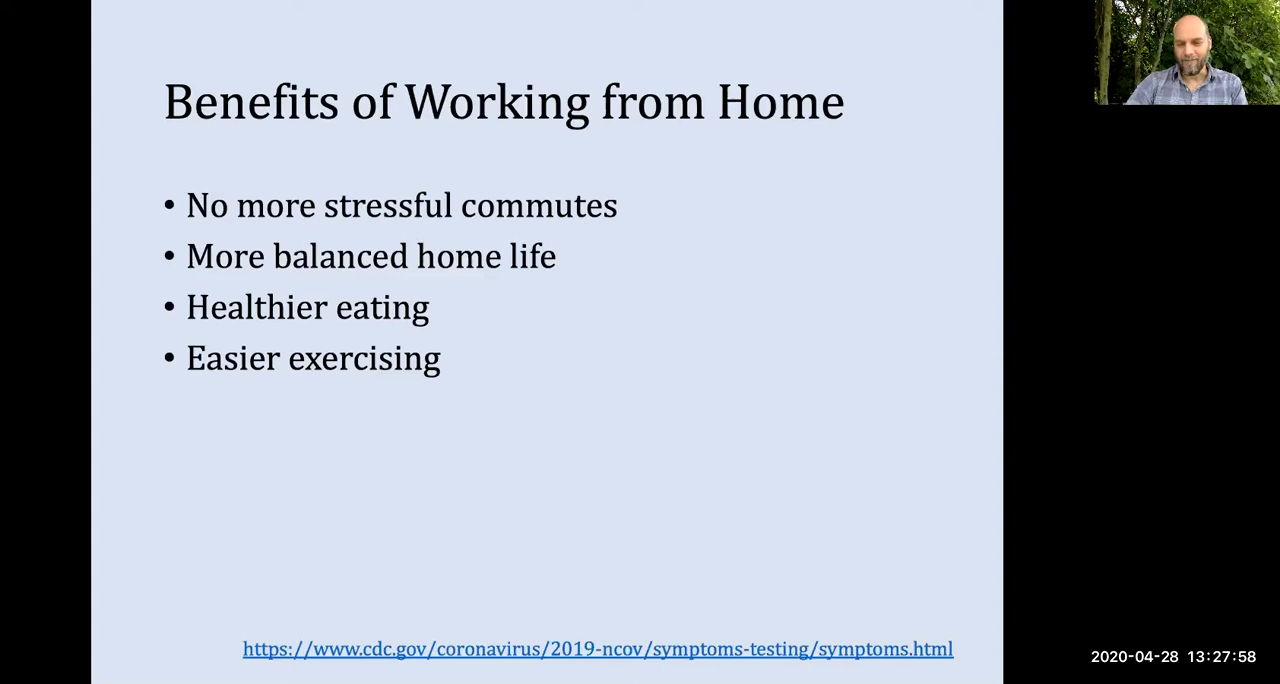 Benefits of Working from Home
• No more stressful commutes
• More balanced home life
• Healthier eating
• Easier exercising
https://www.cdc.gov/coronavirus/2019-ncov/symptoms-testing/symptoms.html
2020-04-28 13:27:58